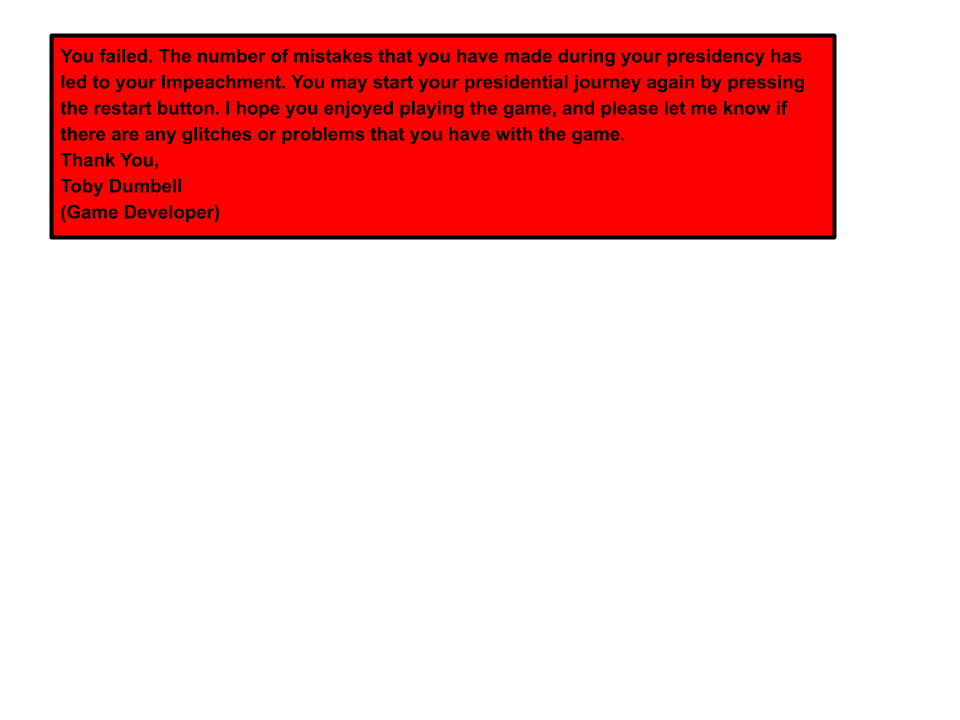 You failed. The number of mistakes that you have made during your presidency has
led to your Impeachment. You may start your presidential journey again by pressing
the restart button. I hope you enjoyed playing the game, and please let me know if
there are any glitches or problems that you have with the game.
Thank You,
Toby Dumbell
(Game Developer)